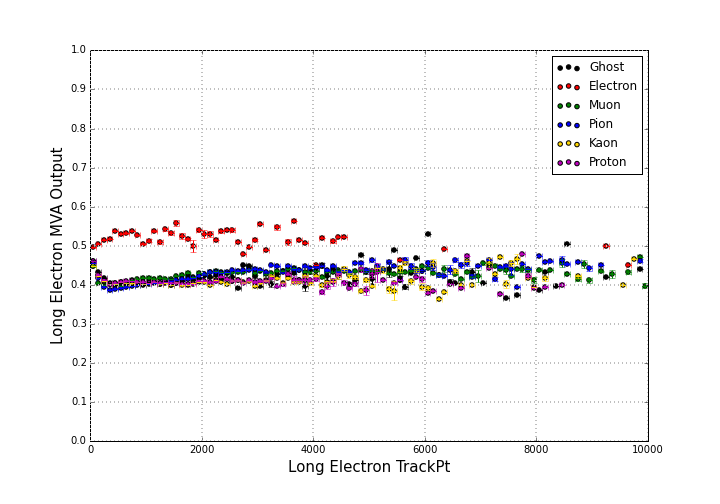 1.0
0.9
0.8
0.7
0.6
0.5
0.4
0.3
0.2
0.1
0.0
Long Electron MVA Output
Ghost
Electron
Muon
Pion
Kaon
Proton
0 2000 4000 6000 8000 10000
Long Electron TrackPt